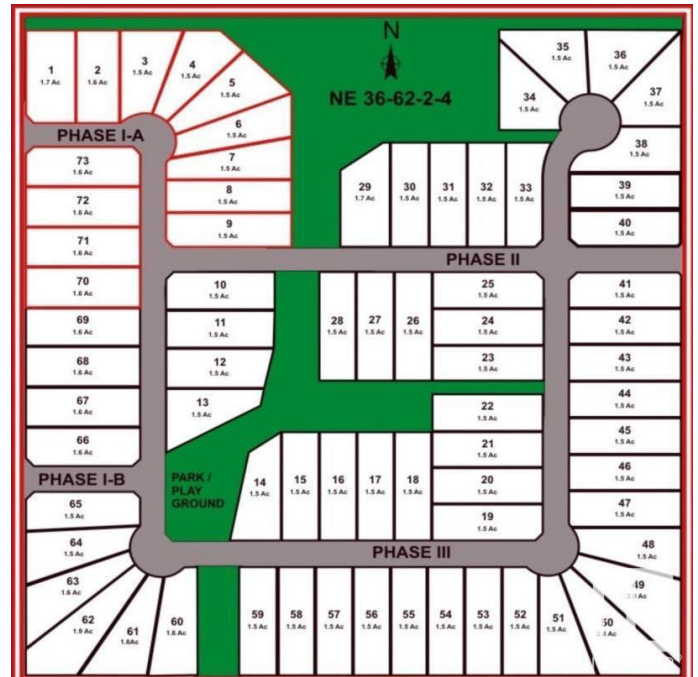 N
NE 36-62-2-4
1
1.7 Ac
2
1.6 Ac
3
1.5 Ac
4
1.5 Ac
5
1.5 Ac
6
1.5 Ac
7
1.5 Ac
8
1.5 Ac
9
1.5 Ac
PHASE I-A
35
1.5 Ac
36
1.5 Ac
34
1.5 Ac
37
1.5 Ac
38
1.5 Ac
39
1.5 Ac
40
1.5 Ac
29
1.7 Ac
30
1.5 Ac
31
1.5 Ac
32
1.5 Ac
33
1.5 Ac
73
1.6 Ac
72
1.6 Ac
71
1.6 Ac
70
1.6 Ac
69
1.6 Ac
68
1.6 Ac
67
1.6 Ac
66
1.6 Ac
PHASE II
10
1.5 Ac
11
1.5 Ac
12
1.5 Ac
13
1.5 Ac
28
1.5 Ac
27
1.5 Ac
26
1.5 Ac
25
1.5 Ac
24
1.5 Ac
23
1.5 Ac
22
1.5 Ac
21
1.5 Ac
20
1.5 Ac
19
1.5 Ac
41
1.5 Ac
42
1.5 Ac
43
1.5 Ac
44
1.5 Ac
45
1.5 Ac
46
1.5 Ac
47
1.5 Ac
48
1.5 Ac
PHASE I-B
PARK /
PLAY
GROUND
14
1.5 Ac
15
1.5 Ac
16
1.5 Ac
17
1.5 Ac
18
1.5 Ac
PHASE III
65
1.5 Ac
64
1.5 Ac
63
1.6 Ac
62
1.9 Ac
61
1.6Ac
60
1.6 Ac
59
1.5 Ac
58
1.5 Ac
57
1.5 Ac
56
1.5 Ac
55
1.5 Ac
54
1.5 Ac
53
1.5 Ac
52
1.5 Ac
51
1.5 Ac
50
49